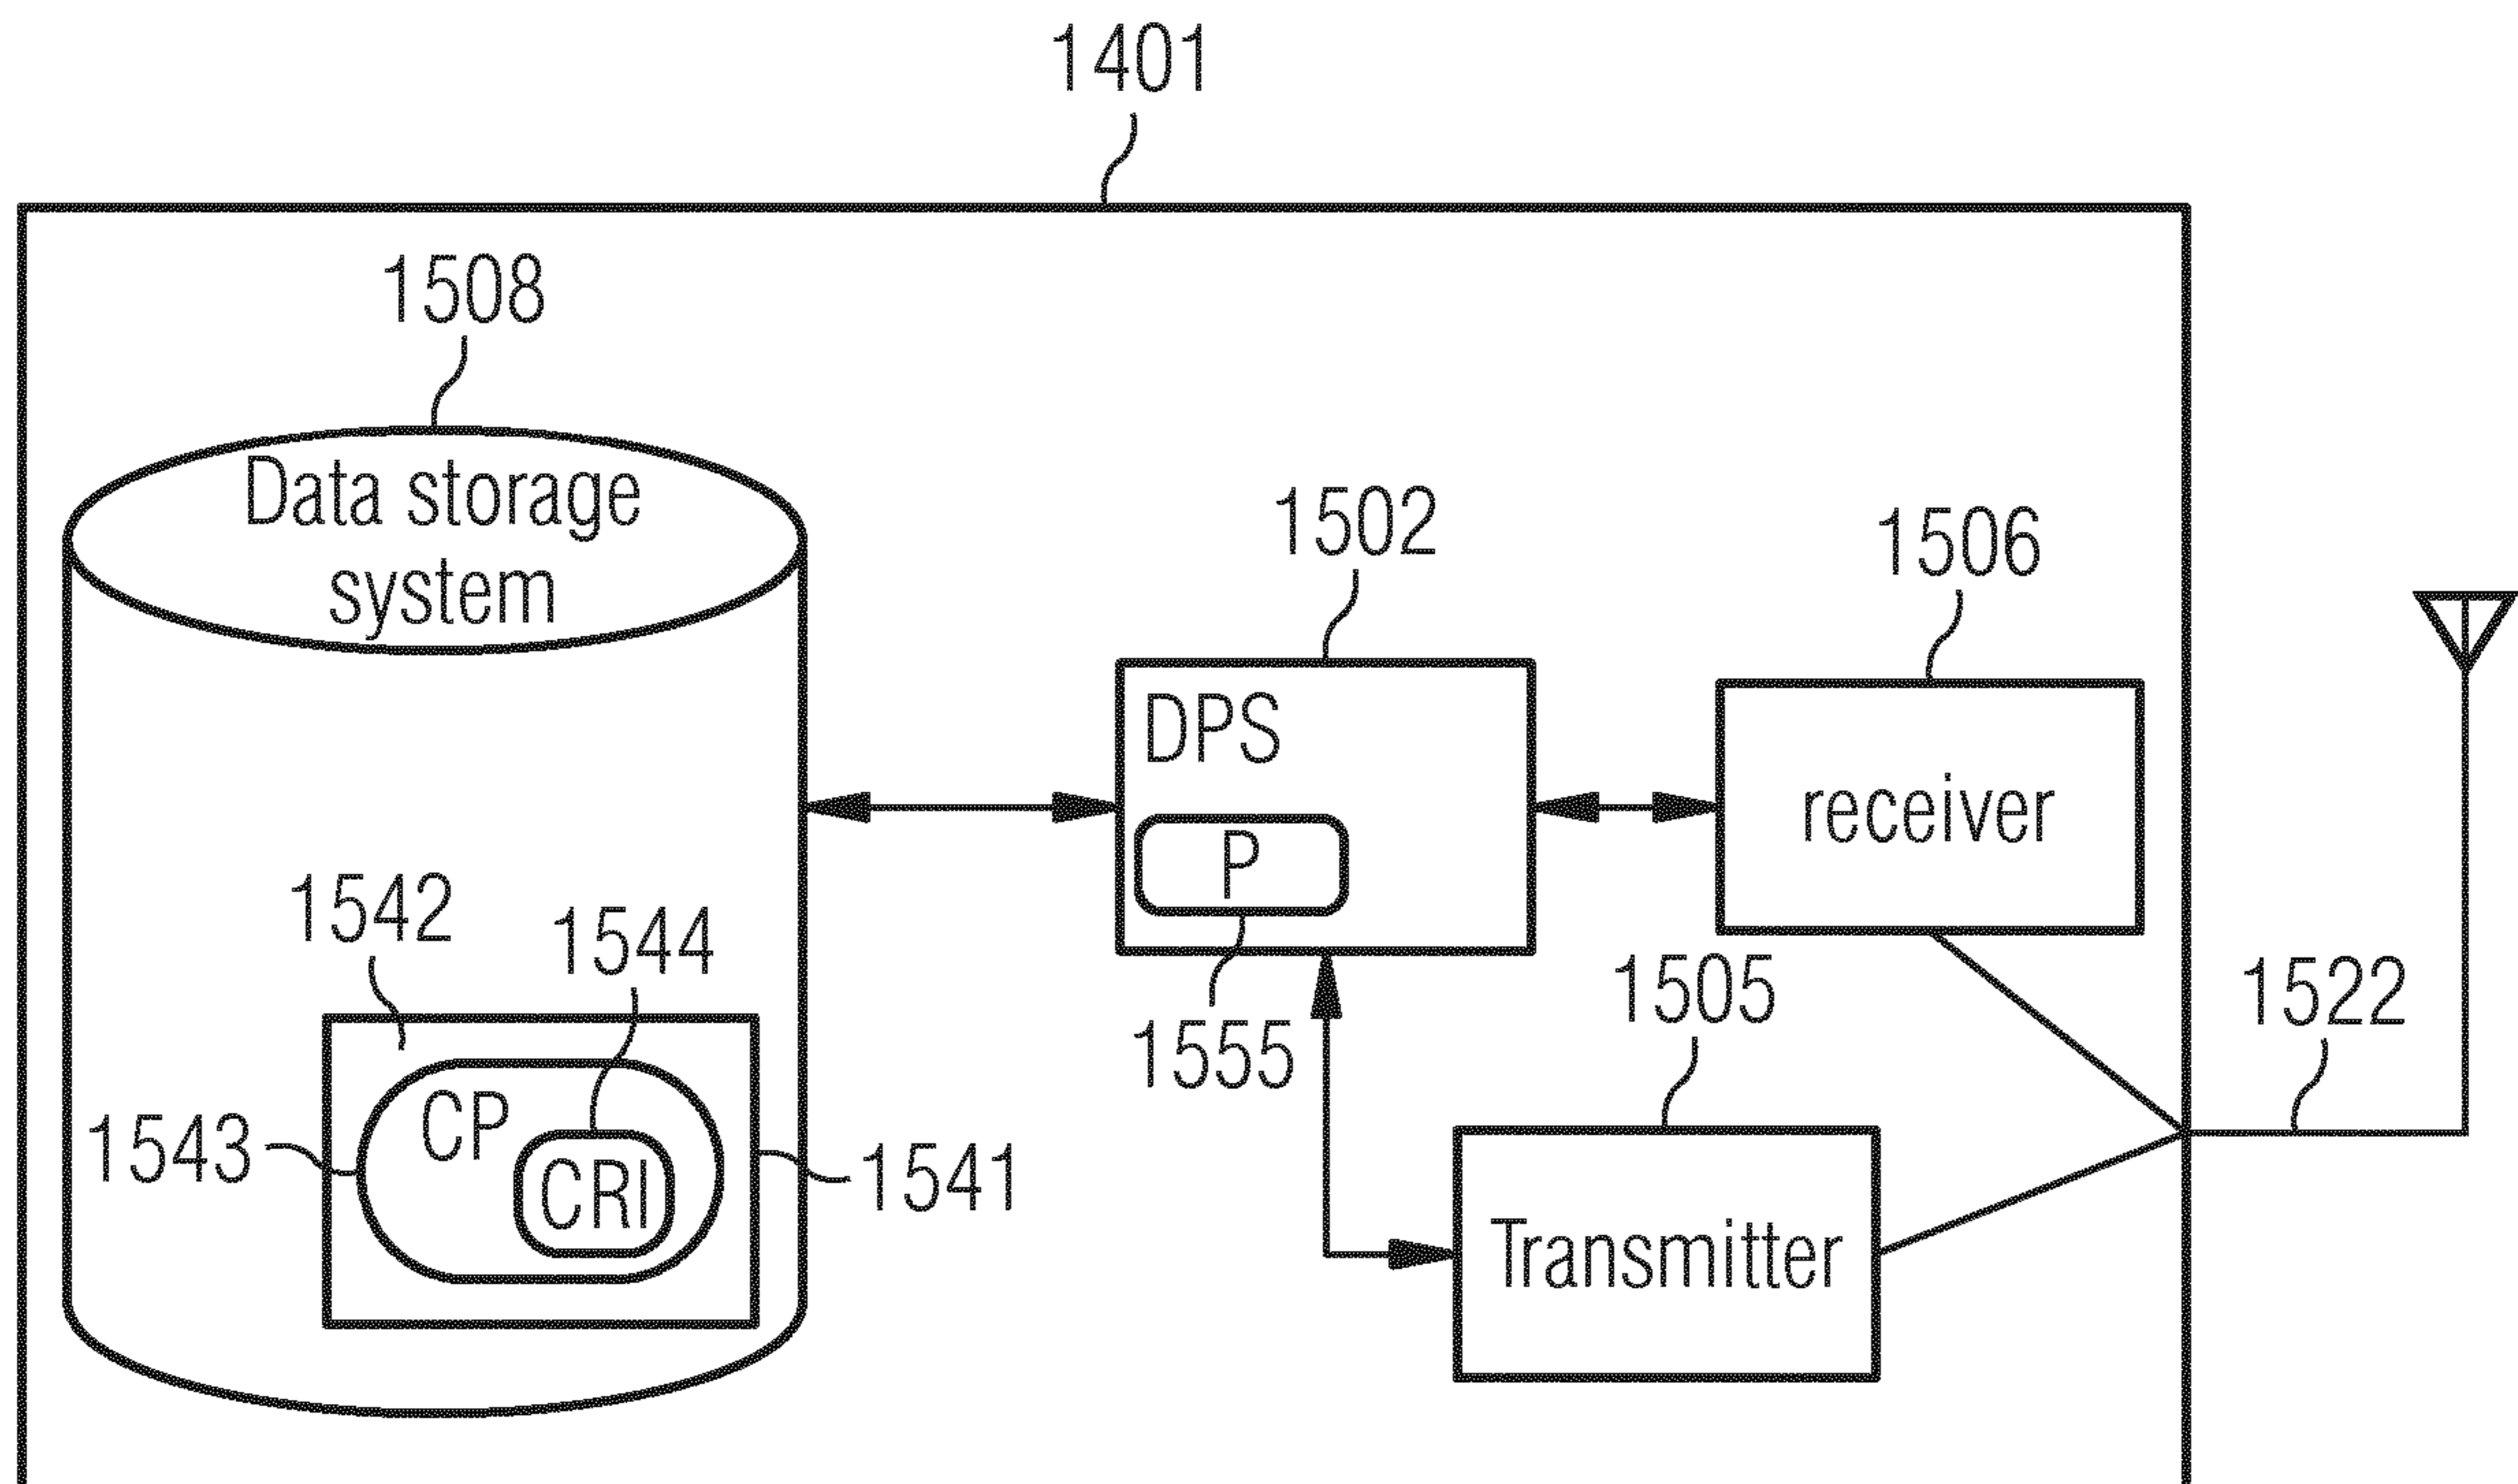 1401
1508
Data storage
system
1502
1506
DPS
P
receiver
1542
1544
1555
1505
1522
CP
CRI
1543
1541
Transmitter